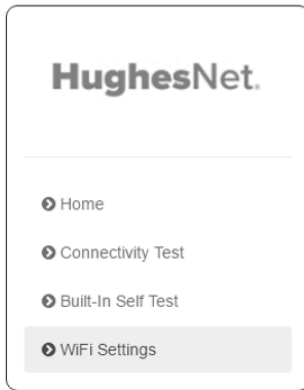 HughesNet.
Home
Connectivity Test
Built-In Self Test
WiFi Settings